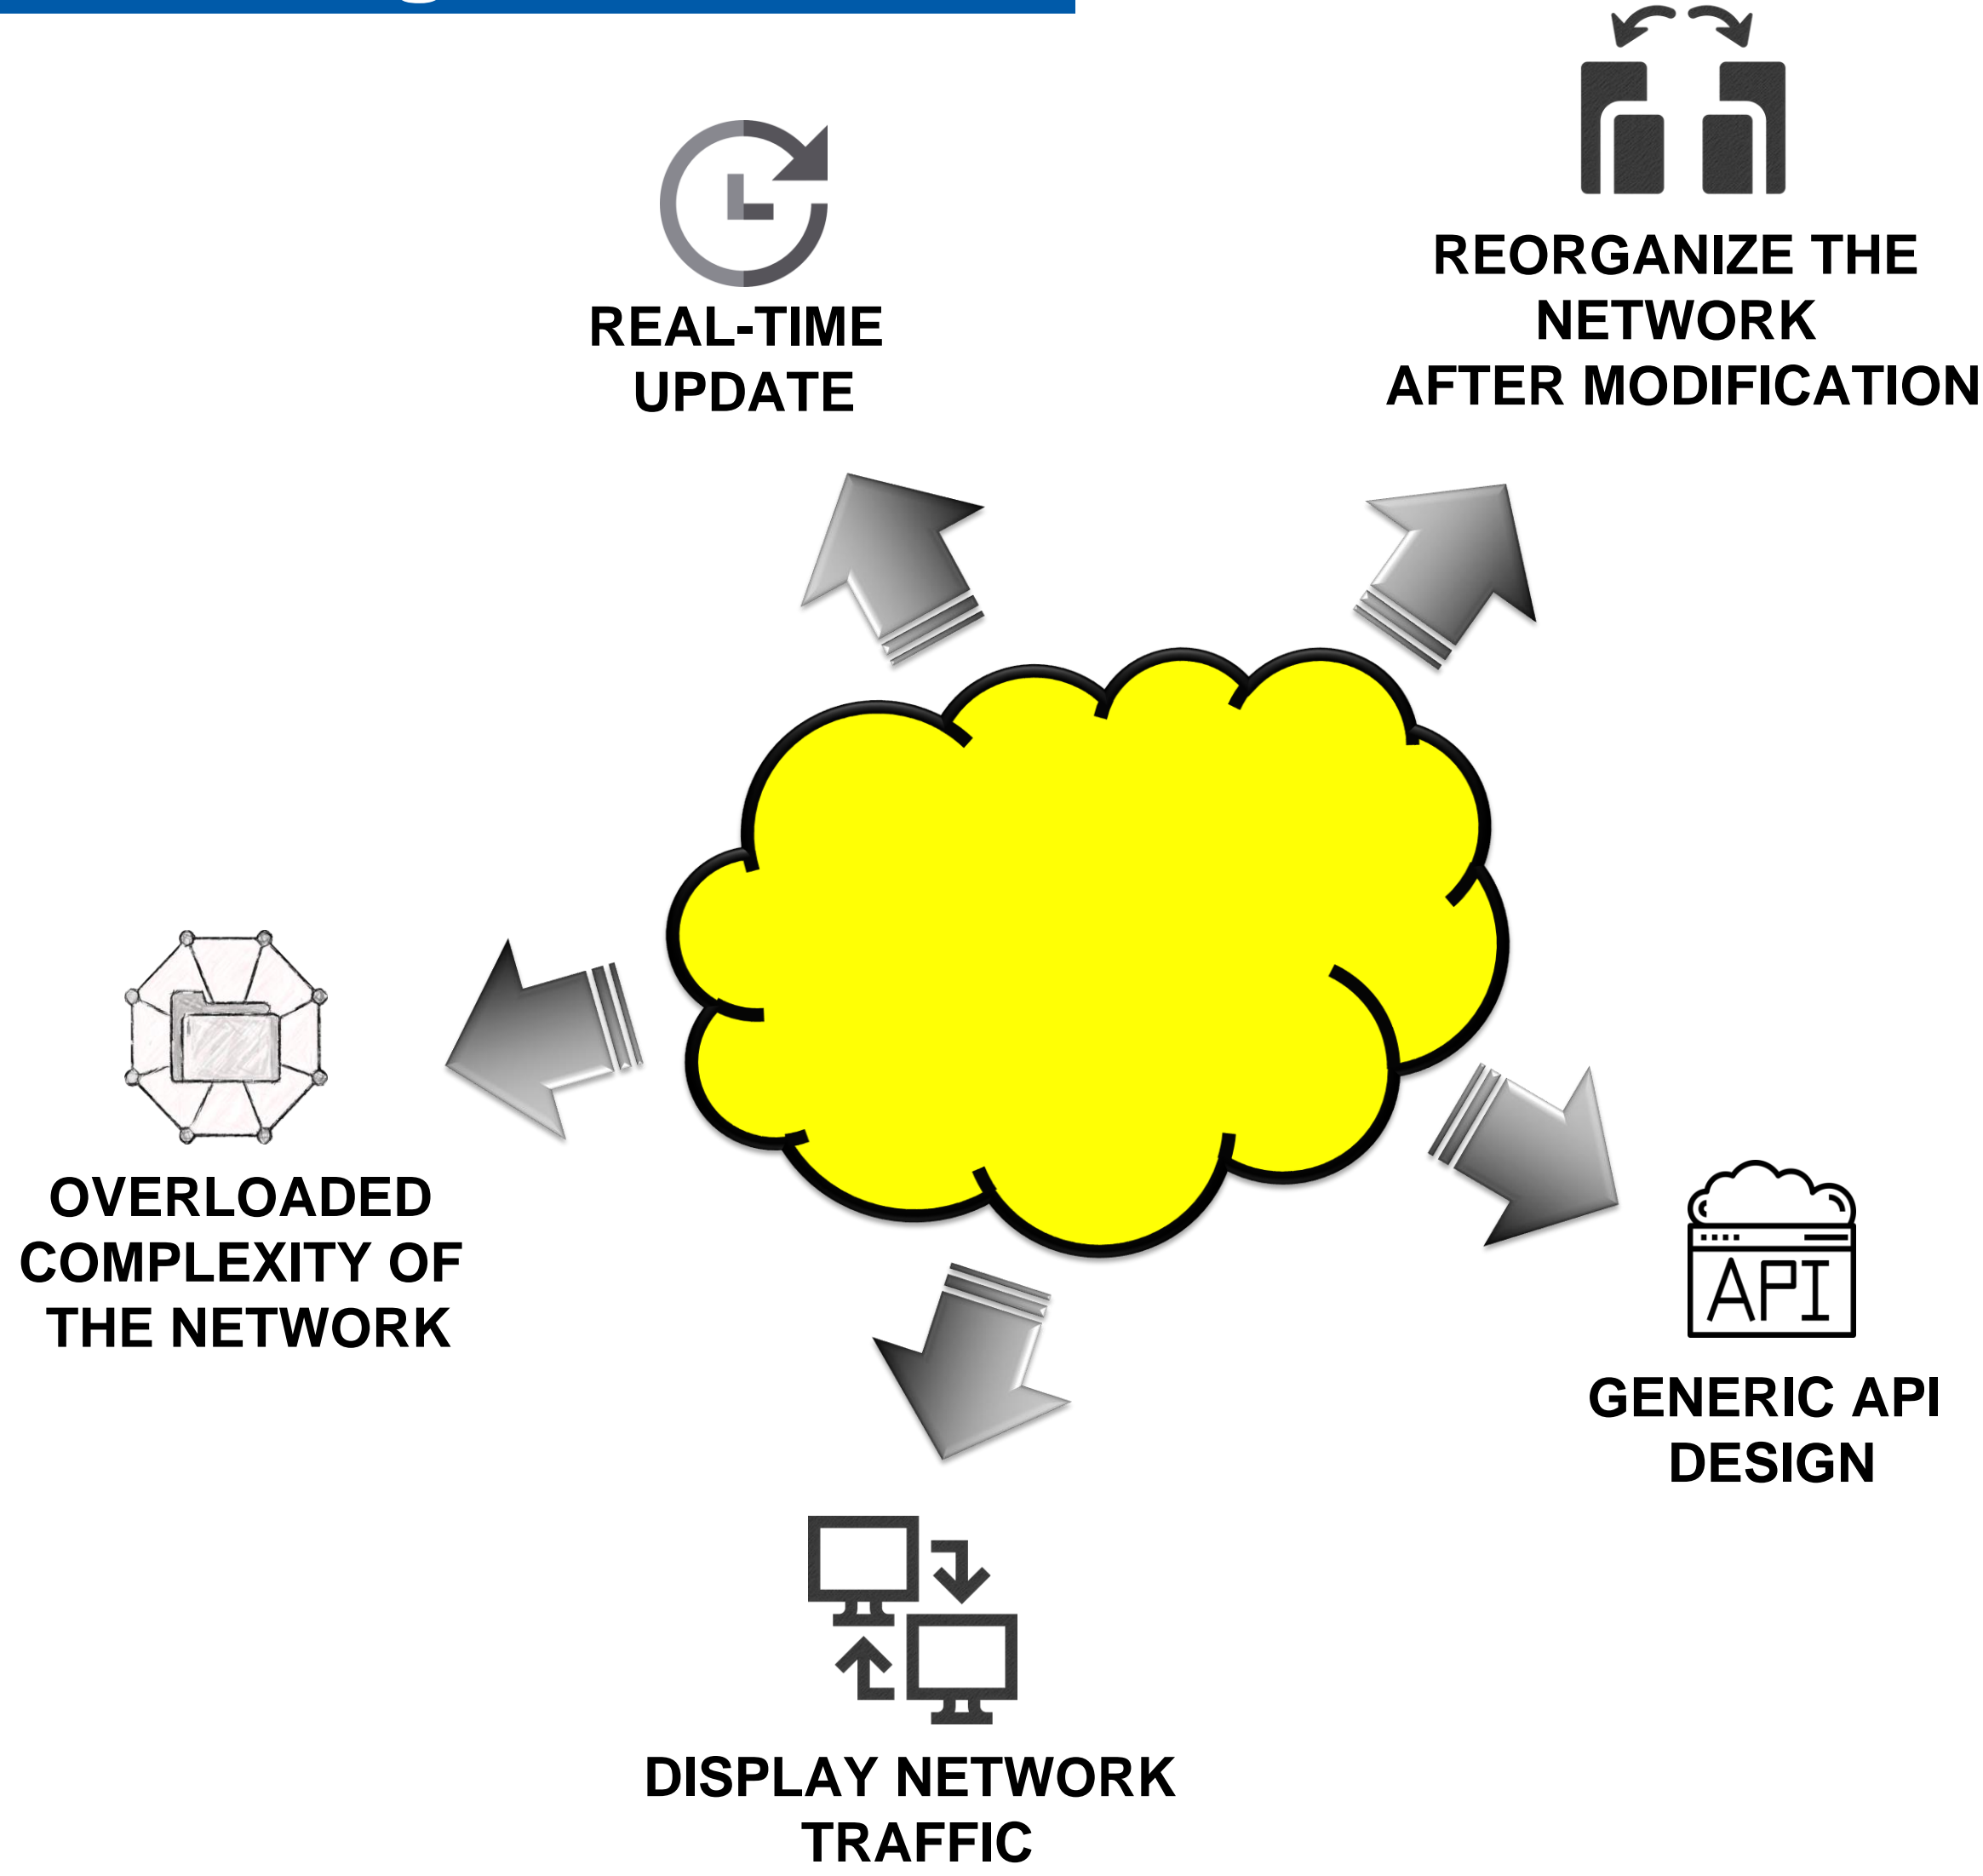 REAL-TIME
UPDATE
REORGANIZE THE
NETWORK
AFTER MODIFICATION
OVERLOADED
COMPLEXITY OF
THE NETWORK
API
GENERIC API
DESIGN
DISPLAY NETWORK
TRAFFIC